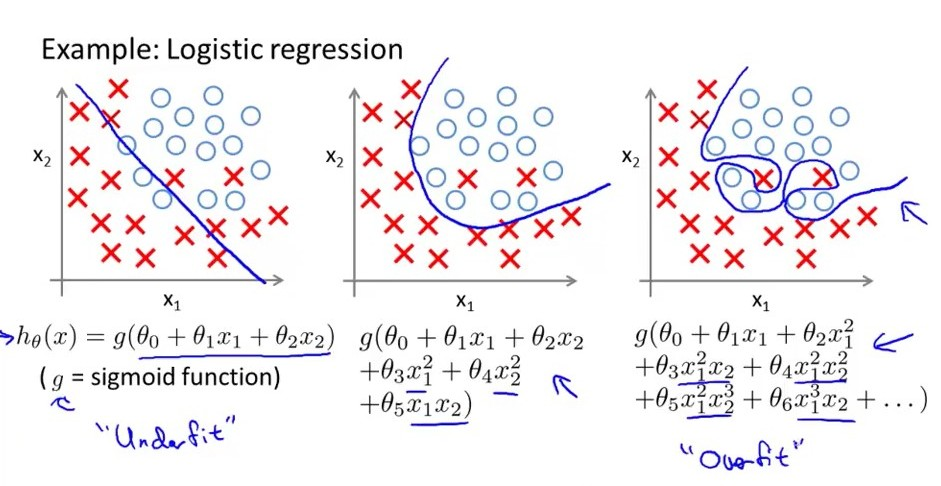 Example: Logistic regression
x₂
x₁
x₂
x₁
x₂
x₁
h_θ(x) = g(θ₀ + θ₁x₁ + θ₂x₂)
( g = sigmoid function)
"Underfit"
g(θ₀ + θ₁x₁ + θ₂x₂
+θ₃x₁² + θ₄x₂²
+θ₅x₁x₂)
g(θ₀ + θ₁x₁ + θ₂x₁²
+θ₃x₁²x₂ + θ₄x₁²x₂²
+θ₅x₁²x₂³ + θ₆x₁³x₂ + ...)
"Overfit"